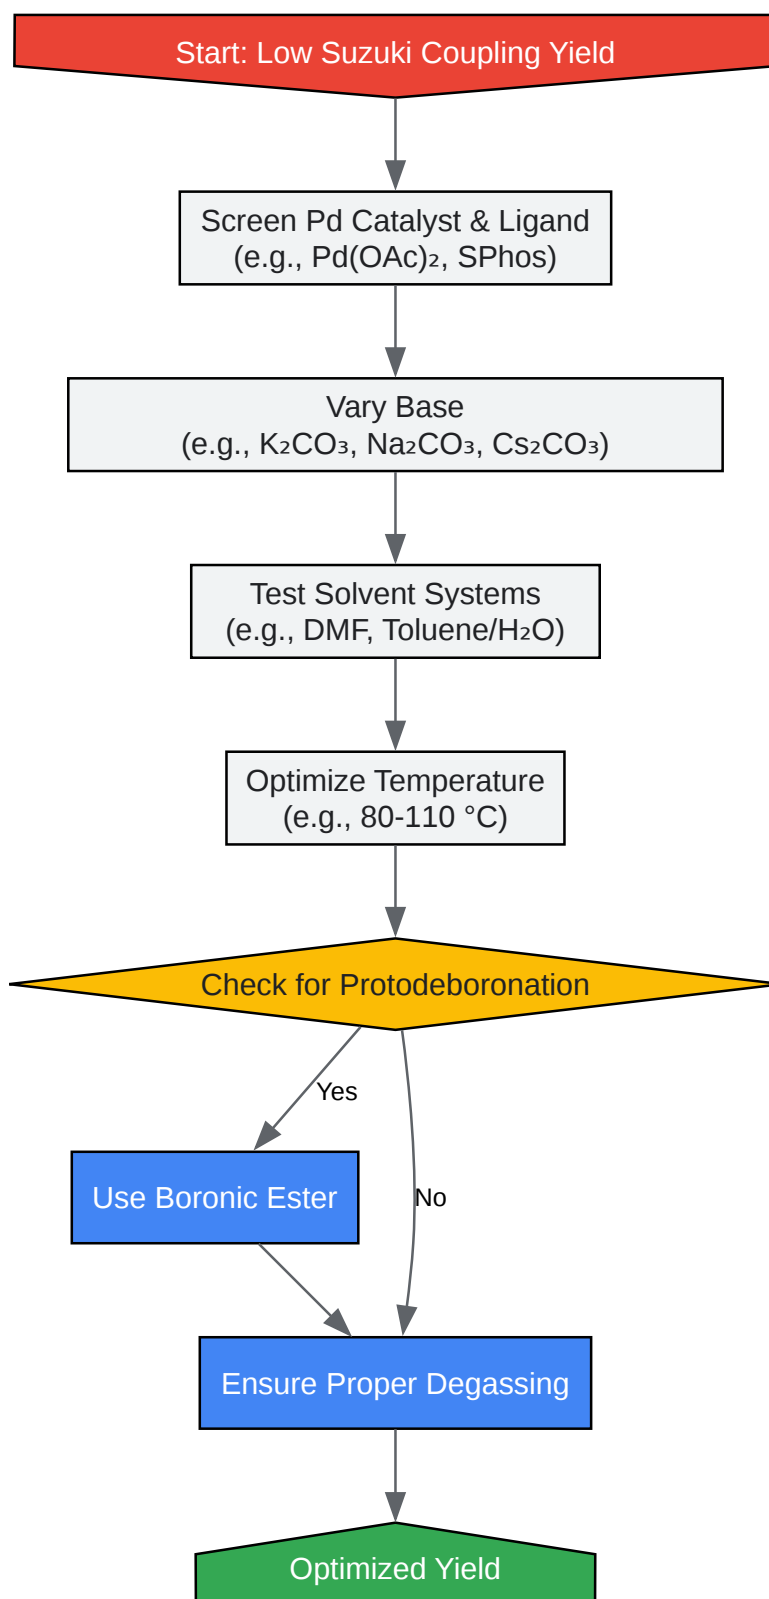 Start: Low Suzuki Coupling Yield
Screen Pd Catalyst & Ligand
(e.g., Pd(OAc)₂, SPhos)
Vary Base
(e.g., K₂CO₃, Na₂CO₃, Cs₂CO₃)
Test Solvent Systems
(e.g., DMF, Toluene/H₂O)
Optimize Temperature
(e.g., 80-110 °C)
Check for Protodeboronation
Yes
Use Boronic Ester
No
Ensure Proper Degassing
Optimized Yield